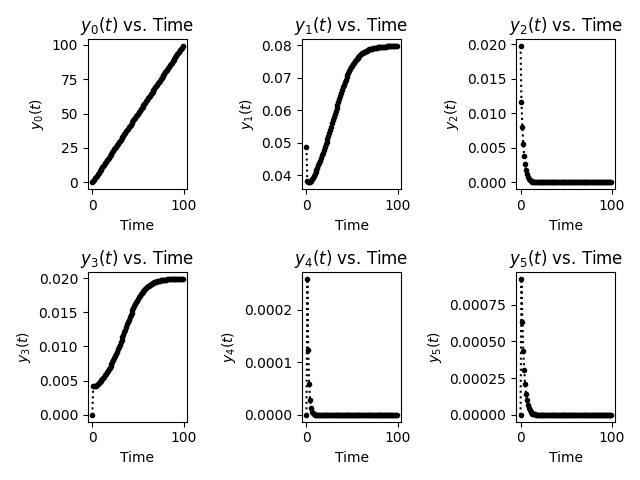 y₀(t) vs. Time
y₁(t) vs. Time
y₂(t) vs. Time
y₀(t)
100
75
50
25
0
0
100
Time
y₁(t)
0.08
0.07
0.06
0.05
0.04
0
100
Time
y₂(t)
0.020
0.015
0.010
0.005
0.000
0
100
Time
y₃(t) vs. Time
y₄(t) vs. Time
y₅(t) vs. Time
y₃(t)
0.020
0.015
0.010
0.005
0.000
0
100
Time
y₄(t)
0.0002
0.0001
0.0000
0
100
Time
y₅(t)
0.00075
0.00050
0.00025
0.00000
0
100
Time